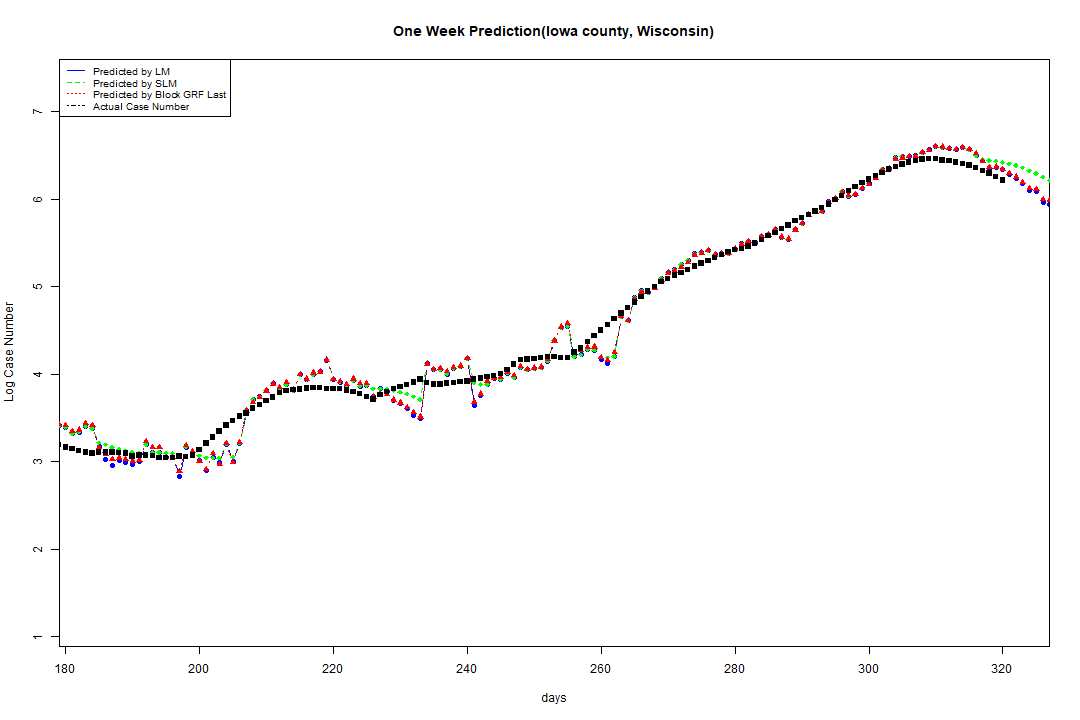 One Week Prediction(Iowa county, Wisconsin)
Predicted by LM
Predicted by SLM
Predicted by Block GRF Last
Actual Case Number
7
6
5
4
3
2
1
Log Case Number
180 200 220 240 260 280 300 320
days